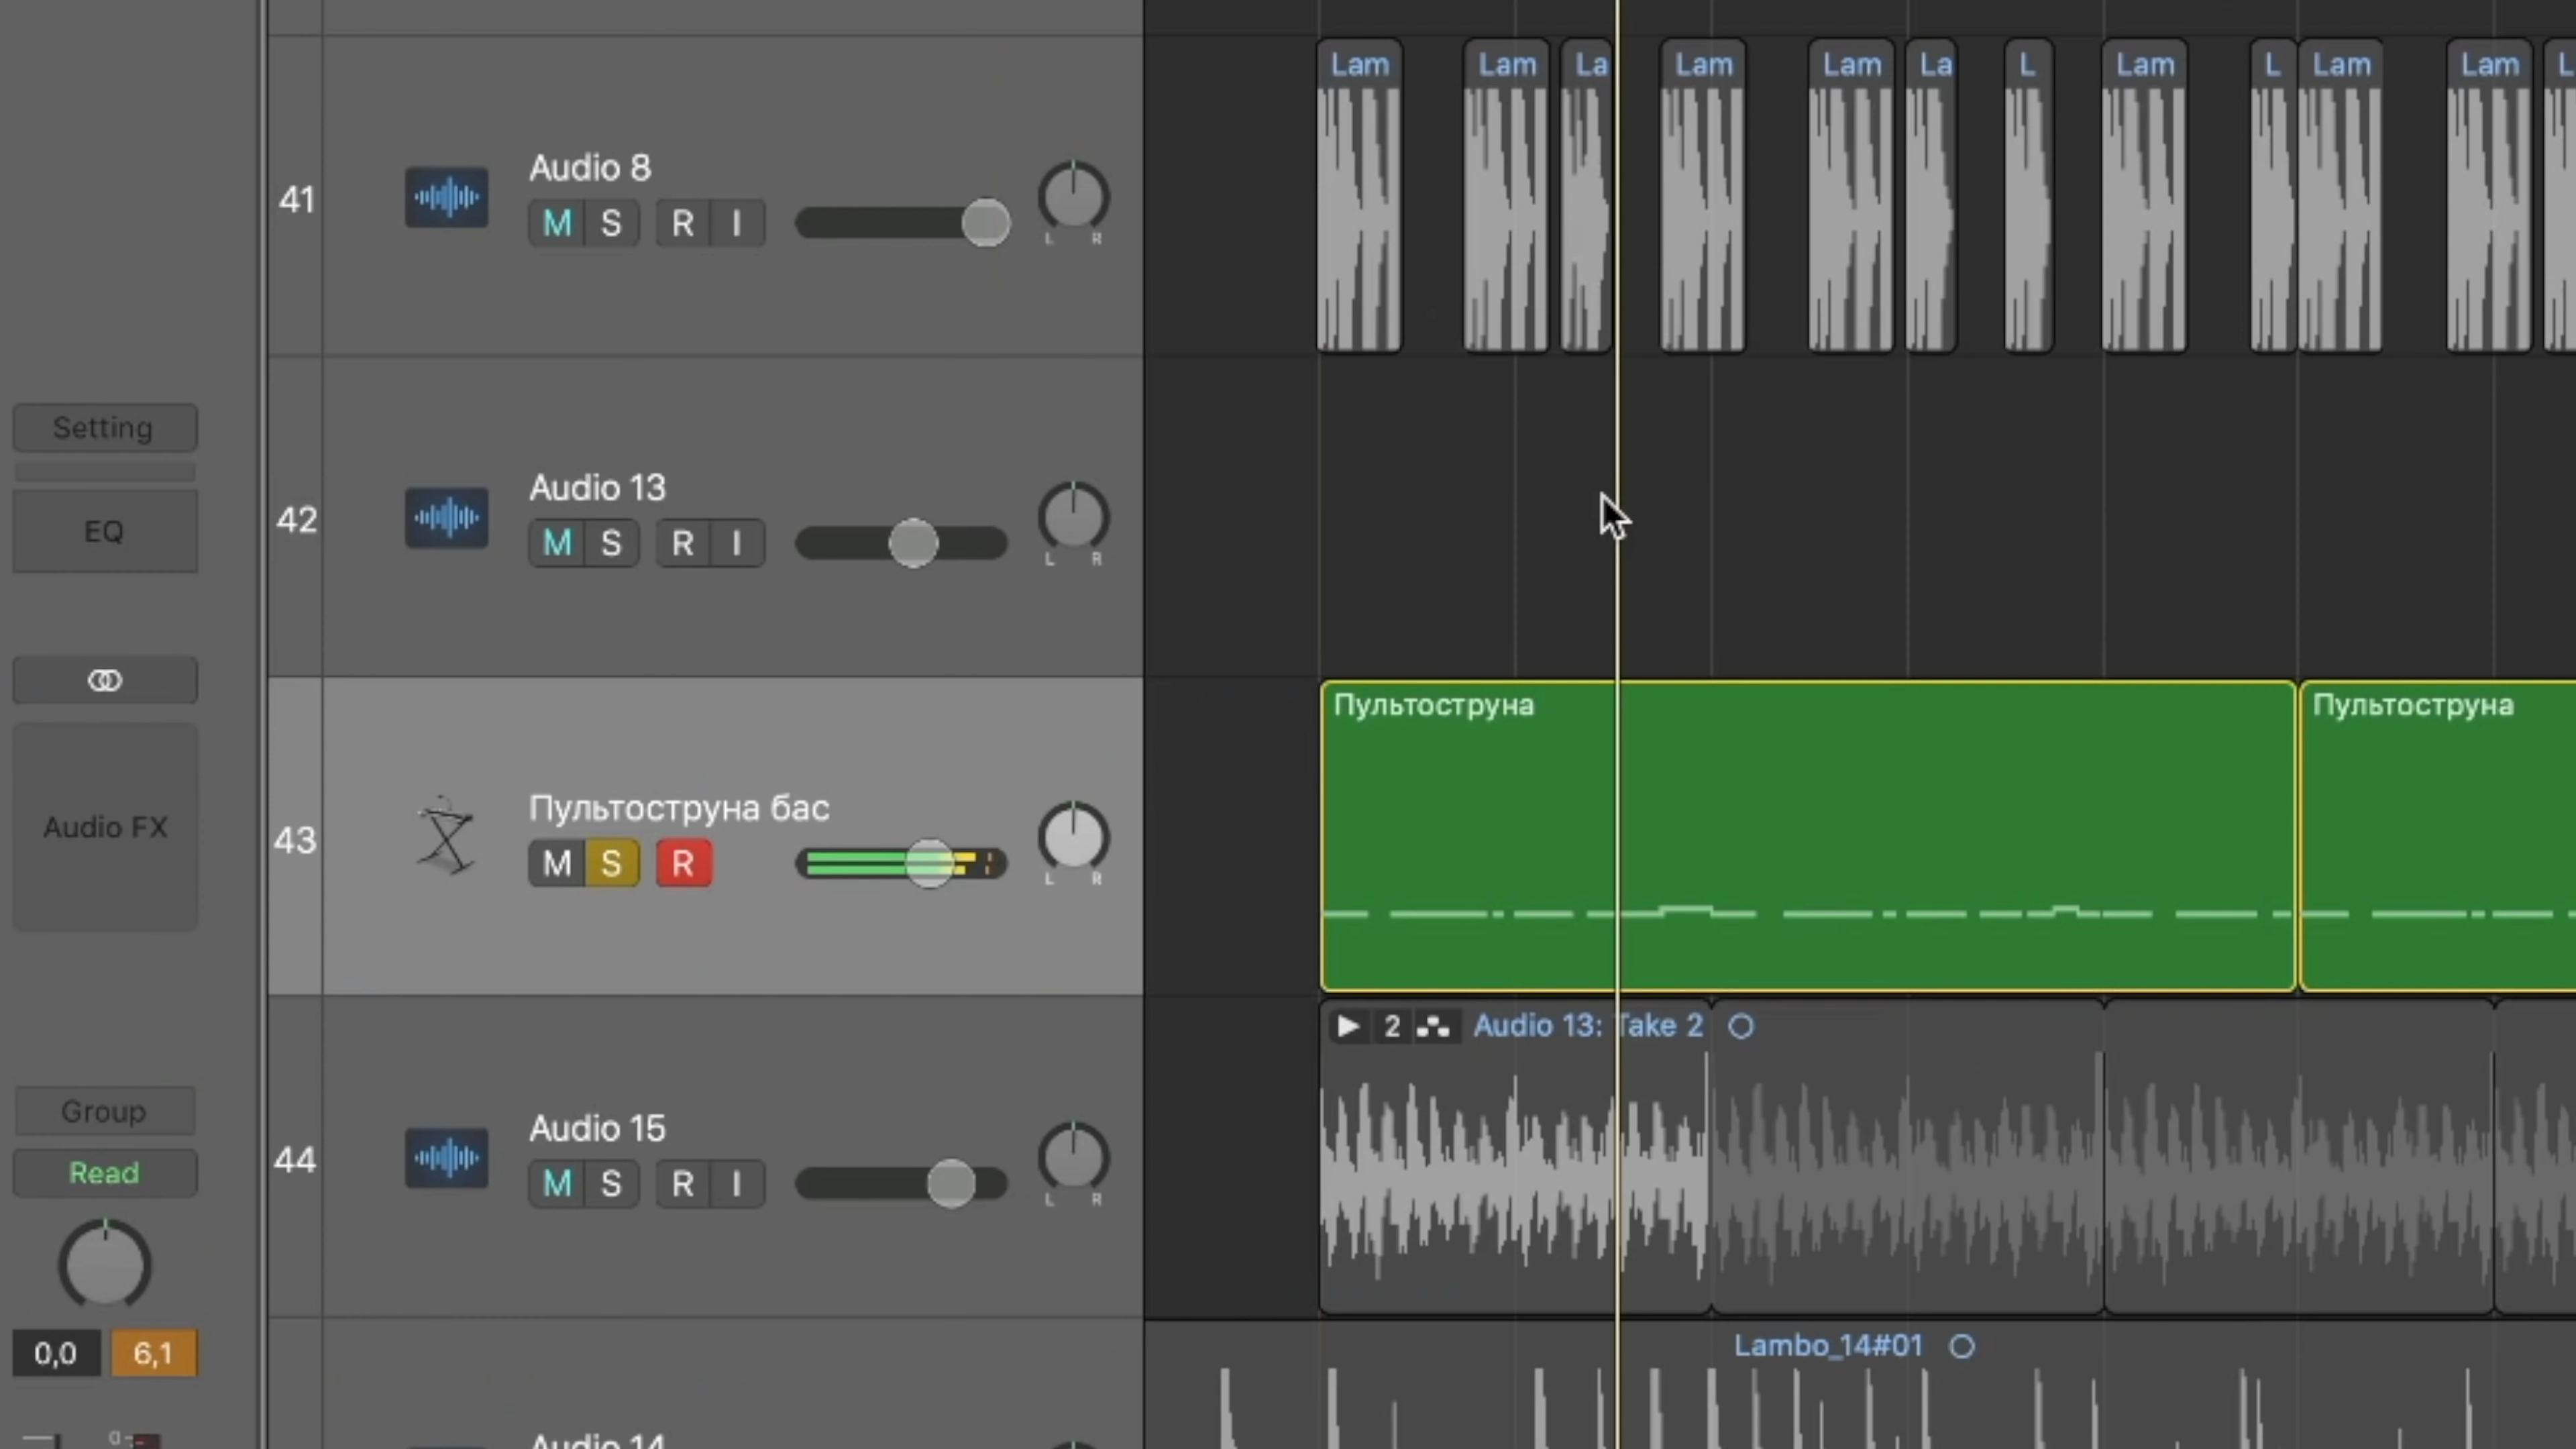 Lam Lam La Lam Lam La L Lam L Lam Lam L
41 Audio 8
M S R I L R
Setting
42 Audio 13
EQ M S R I L R
Пультоструна Пультоструна
43 Пультоструна бас
Audio FX M S R L R
2 Audio 13: Take 2
Group
44 Audio 15
Read M S R I L R
0,0 6,1
Lambo_14#01
Audio 14